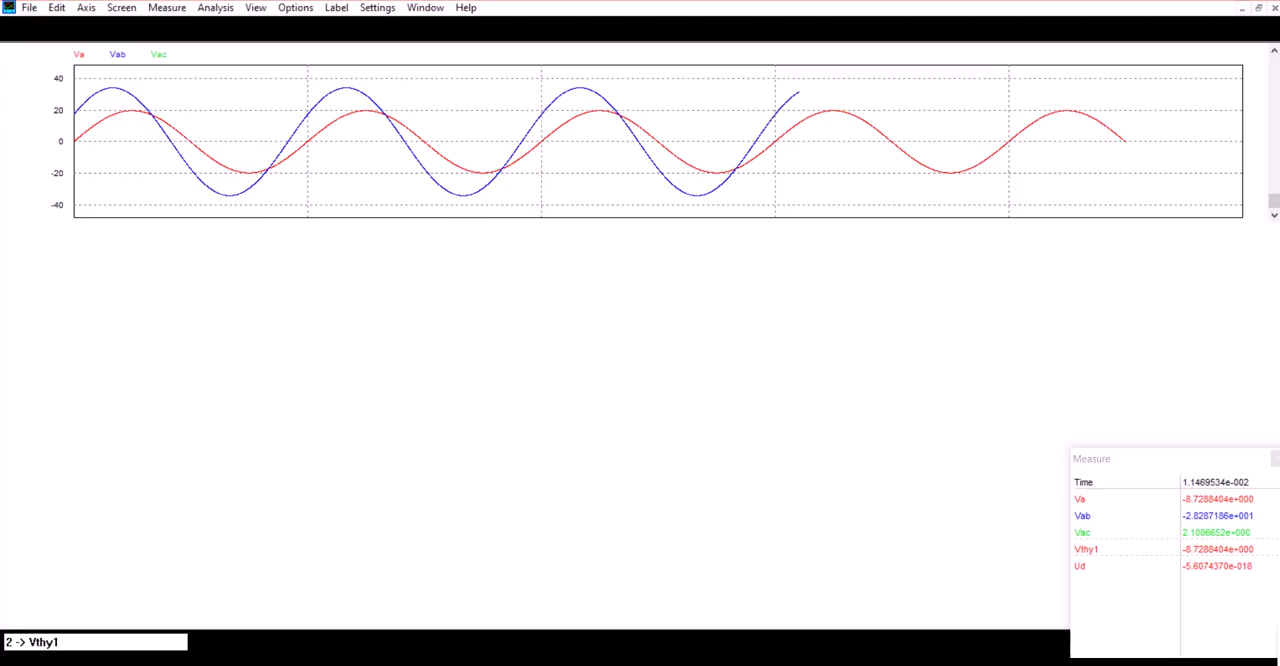 File Edit Axis Screen Measure Analysis View Options Label Settings Window Help
Va Vab Vac
40
20
0
-20
-40
Measure
Time 1.1469534e-002
Va -8.7288404e+000
Vab -2.8287186e+001
Vac 2.1006652e+000
Vthy1 -8.7288404e+000
Ud -5.6074370e-018
2 -> Vthy1